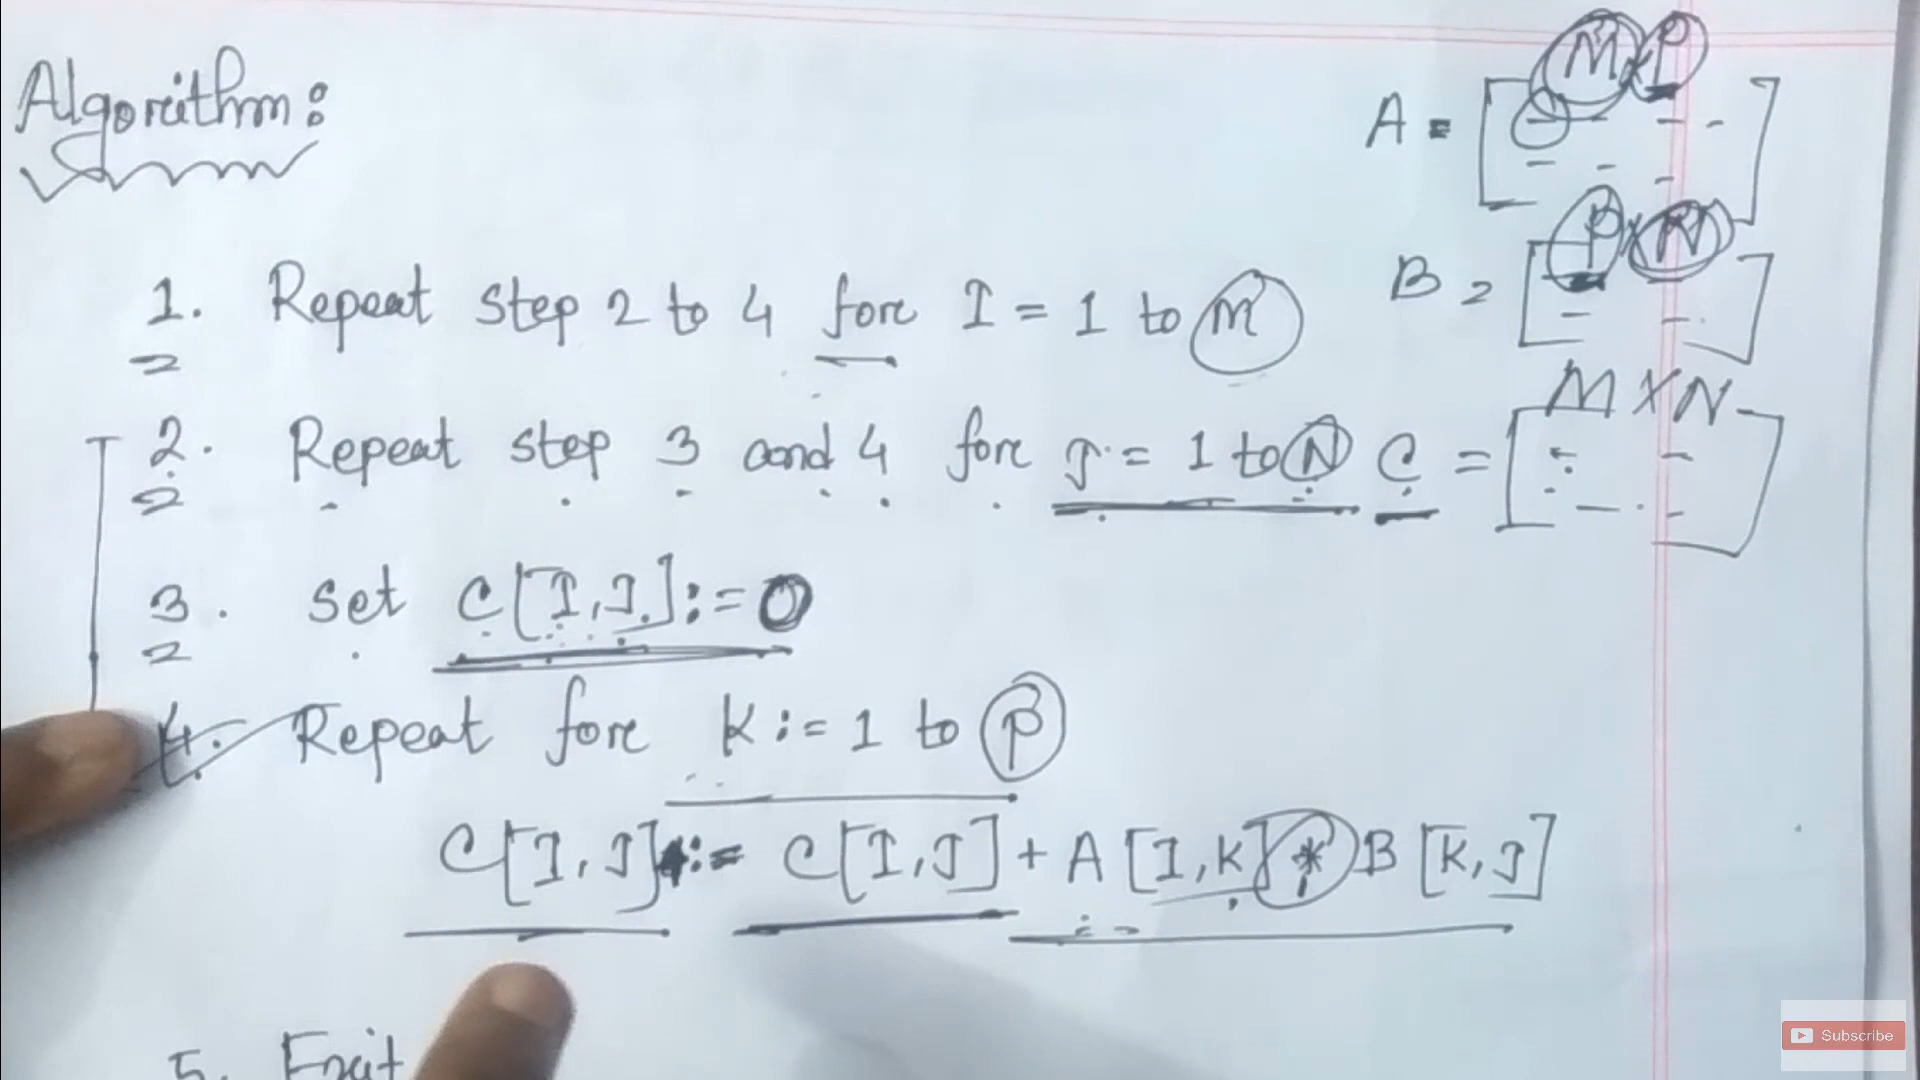 Algorithm:
1. Repeat step 2 to 4 for I = 1 to M
2. Repeat step 3 and 4 for J = 1 to N
3. Set C[I,J]:=0
4. Repeat for K:= 1 to P
C[I,J]:= C[I,J] + A[I,K] * B[K,J]
5. Exit
M×P
A =
P×N
B =
M×N
C =
Subscribe